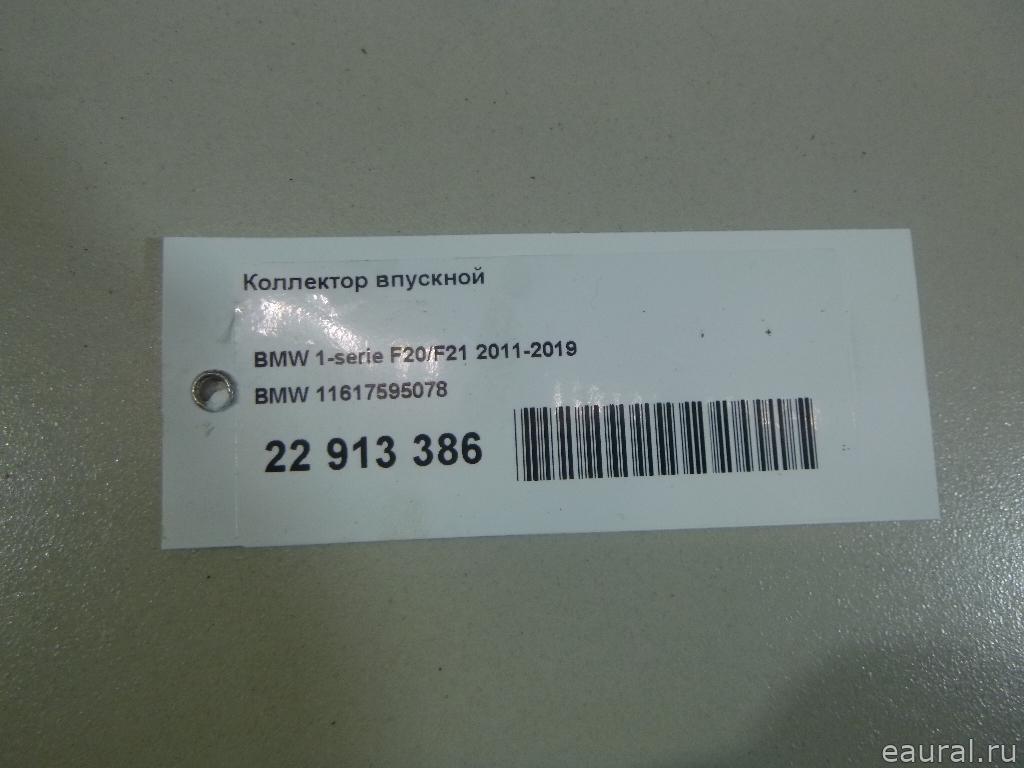 Коллектор впускной
BMW 1-serie F20/F21 2011-2019
BMW 11617595078
22 913 386
eaural.ru